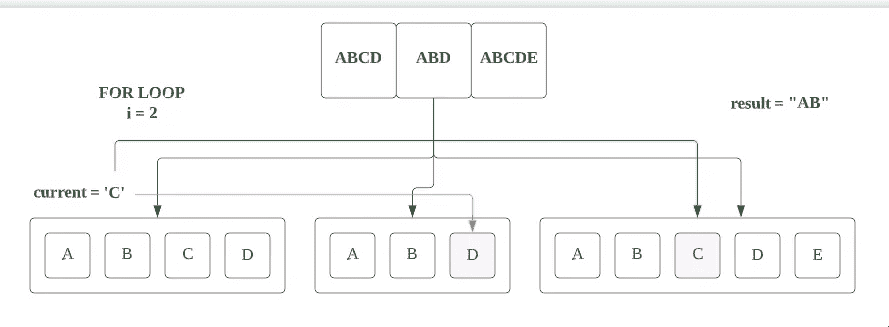 ABCD ABD ABCDE
FOR LOOP
i = 2
result = "AB"
current = 'C'
A B C D
A B D
A B C D E